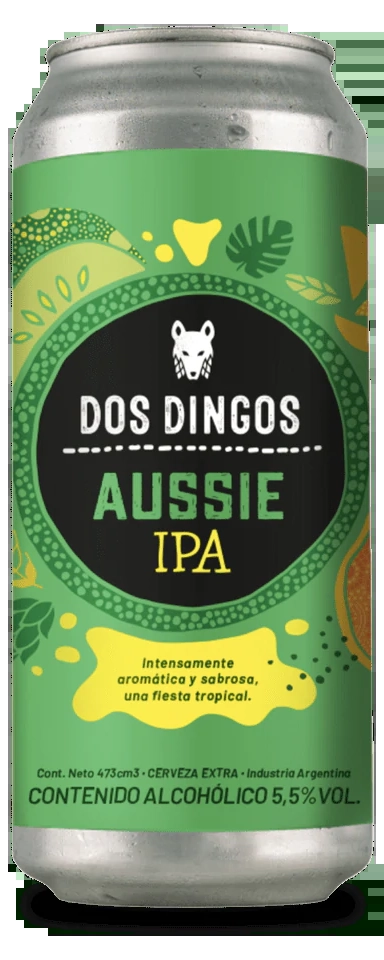 DOS DINGOS
AUSSIE
IPA
Intensamente
aromática y sabrosa,
una fiesta tropical.
Cont. Neto 473cm3 • CERVEZA EXTRA • Industria Argentina
CONTENIDO ALCOHÓLICO 5,5% VOL.